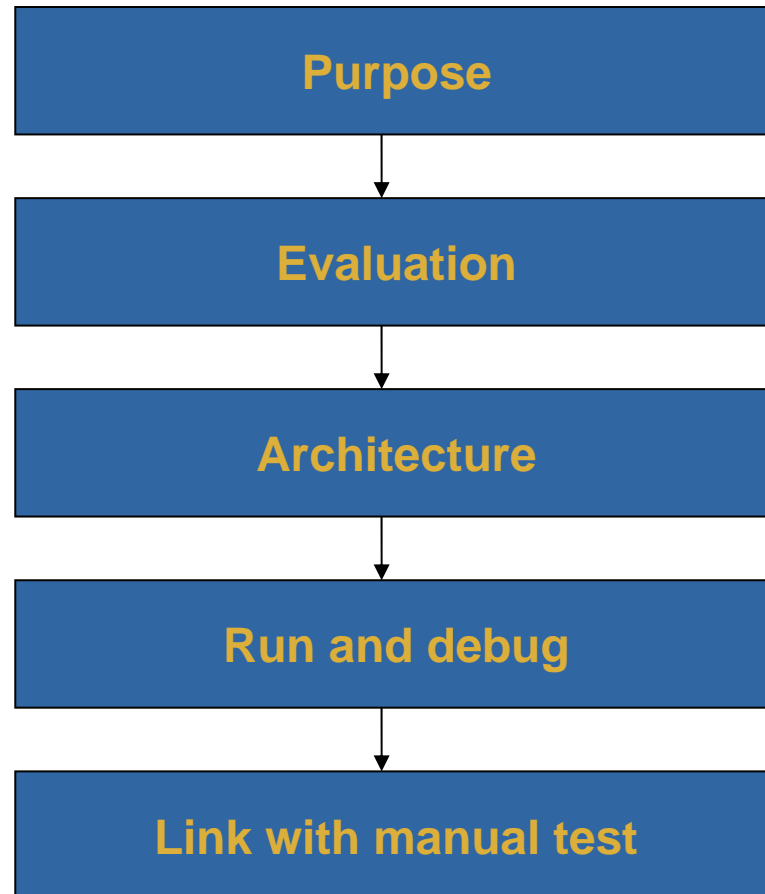 Purpose
Evaluation
Architecture
Run and debug
Link with manual test